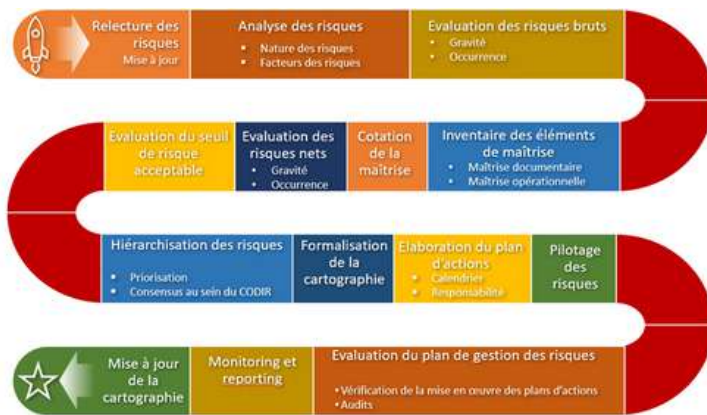 Relecture des
risques
Mise à jour
Analyse des risques
▪ Nature des risques
▪ Facteurs des risques
Evaluation des risques bruts
• Gravité
• Occurrence
Inventaire des éléments
de maîtrise
• Maîtrise documentaire
• Maîtrise opérationnelle
Cotation
de la
maîtrise
Evaluation des
risques nets
• Gravité
• Occurrence
Evaluation du seuil
de risque
acceptable
Hiérarchisation des risques
• Priorisation
• Consensus au sein du CODIR
Formalisation
de la
cartographie
Elaboration du plan
d'actions
• Calendrier
• Responsabilité
Pilotage
des
risques
Evaluation du plan de gestion des risques
•Vérification de la mise en œuvre des plans d'actions
•Audits
Monitoring et
reporting
Mise à jour
de la
cartographie